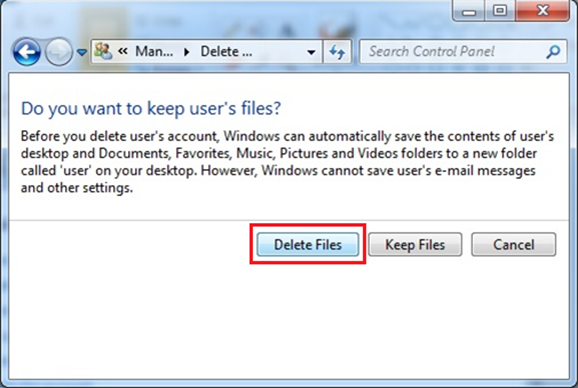 « Man... ▸ Delete ...
Search Control Panel
Do you want to keep user's files?
Before you delete user's account, Windows can automatically save the contents of user's
desktop and Documents, Favorites, Music, Pictures and Videos folders to a new folder
called 'user' on your desktop. However, Windows cannot save user's e-mail messages
and other settings.
Delete Files
Keep Files
Cancel